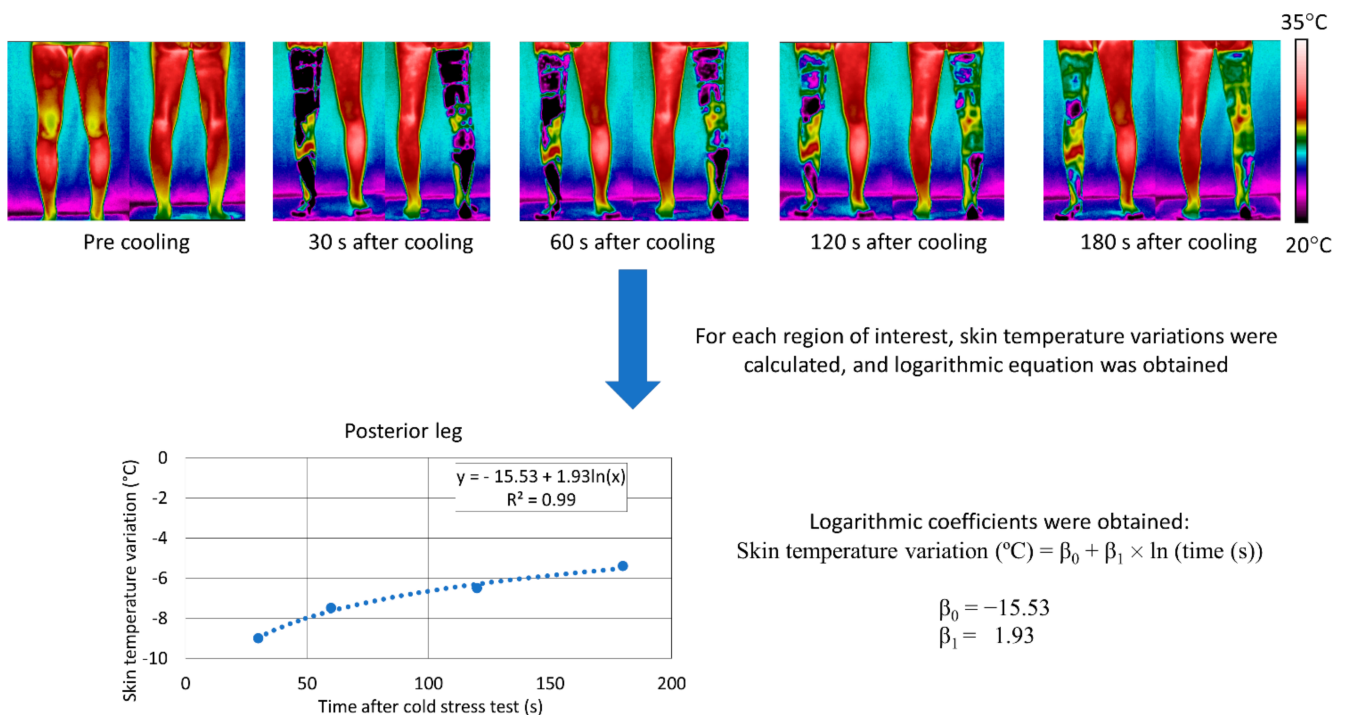 35°C
Pre cooling
30 s after cooling
60 s after cooling
120 s after cooling
180 s after cooling
20°C
For each region of interest, skin temperature variations were
calculated, and logarithmic equation was obtained
Posterior leg
Skin temperature variation (°C)
0
-2
-4
-6
-8
-10
y = - 15.53 + 1.93ln(x)
R² = 0.99
0
50
100
150
200
Time after cold stress test (s)
Logarithmic coefficients were obtained:
Skin temperature variation (ºC) = β₀ + β₁ × ln (time (s))
β₀ = −15.53
β₁ = 1.93